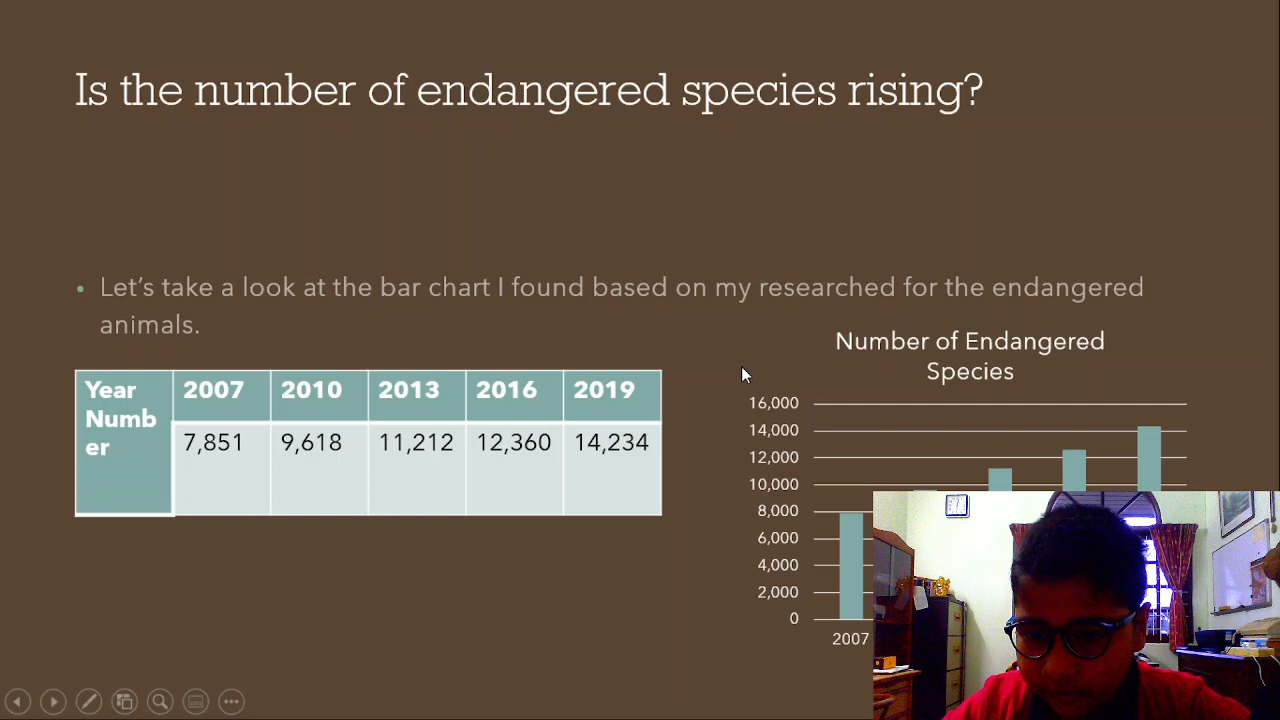 Is the number of endangered species rising?
• Let's take a look at the bar chart I found based on my researched for the endangered
animals.
Year 2007 2010 2013 2016 2019
Numb
er
7,851 9,618 11,212 12,360 14,234
Number of Endangered
Species
16,000
14,000
12,000
10,000
8,000
6,000
4,000
2,000
0
2007